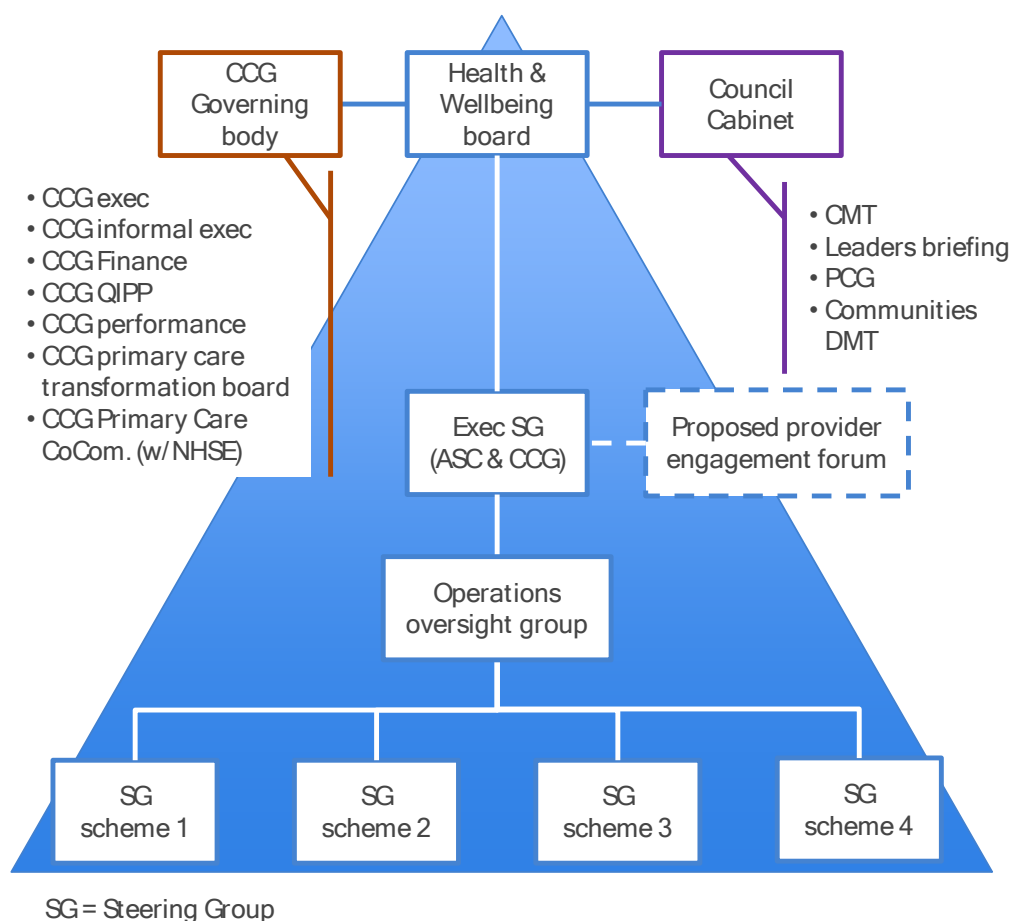 CCG
Governing
body
Health &
Wellbeing
board
Council
Cabinet
• CCG exec
• CCG informal exec
• CCG Finance
• CCG QIPP
• CCG performance
• CCG primary care
transformation board
• CCG Primary Care
CoCom. (w/ NHSE)
• CMT
• Leaders briefing
• PCG
• Communities
DMT
Exec SG
(ASC & CCG)
Proposed provider
engagement forum
Operations
oversight group
SG
scheme 1
SG
scheme 2
SG
scheme 3
SG
scheme 4
SG = Steering Group